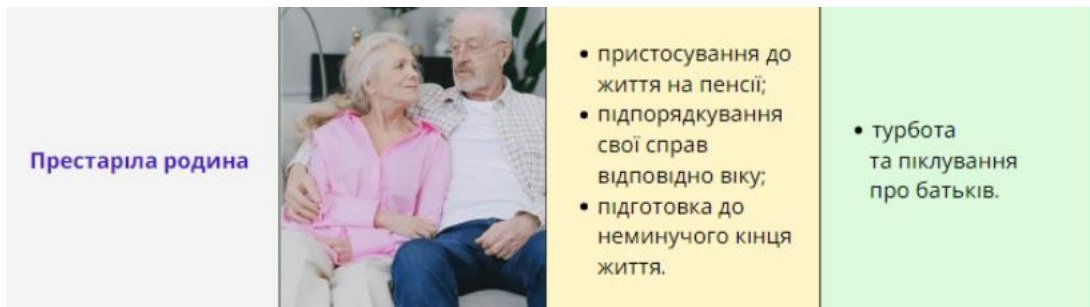 Престаріла родина
• пристосування до
життя на пенсії;
• підпорядкування
свої справ
відповідно віку;
• підготовка до
неминучого кінця
життя.
• турбота
та піклування
про батьків.